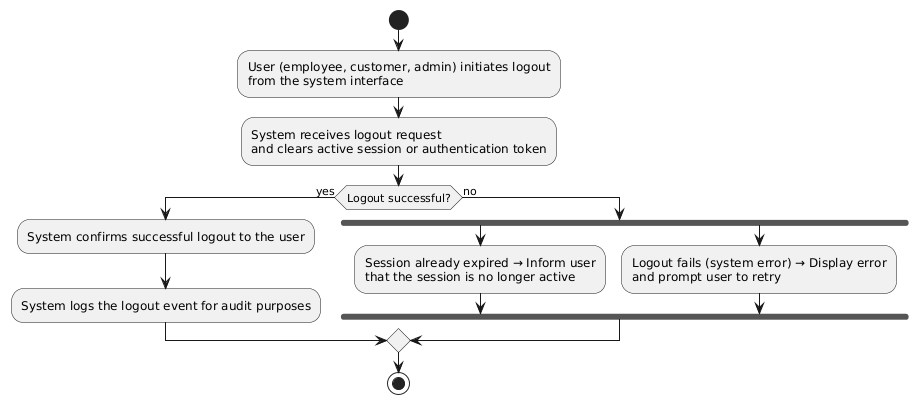 User (employee, customer, admin) initiates logout
from the system interface
System receives logout request
and clears active session or authentication token
yes
Logout successful?
no
System confirms successful logout to the user
Session already expired → Inform user
that the session is no longer active
Logout fails (system error) → Display error
and prompt user to retry
System logs the logout event for audit purposes